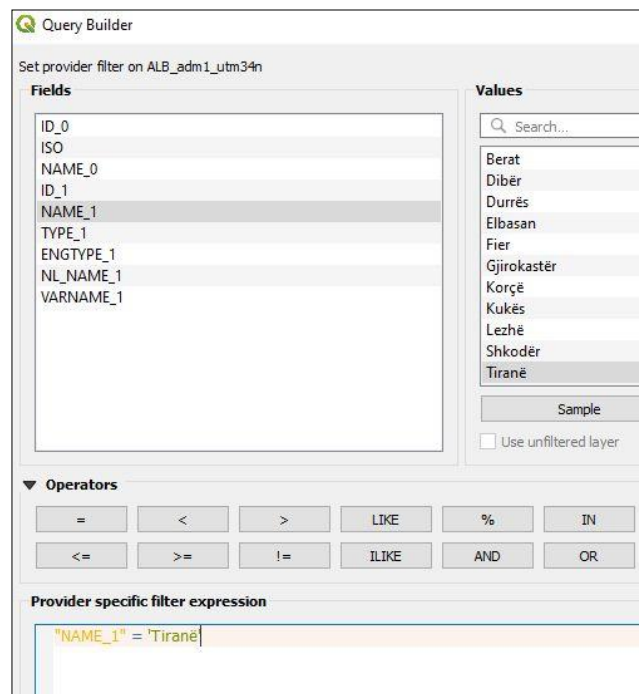 Query Builder
Set provider filter on ALB_adm1_utm34n
Fields
ID_0
ISO
NAME_0
ID_1
NAME_1
TYPE_1
ENGTYPE_1
NL_NAME_1
VARNAME_1
Values
Search...
Berat
Dibër
Durrës
Elbasan
Fier
Gjirokastër
Korçë
Kukës
Lezhë
Shkodër
Tiranë
Sample
Use unfiltered layer
Operators
= < > LIKE % IN
<= >= != ILIKE AND OR
Provider specific filter expression
"NAME_1" = 'Tiranë'